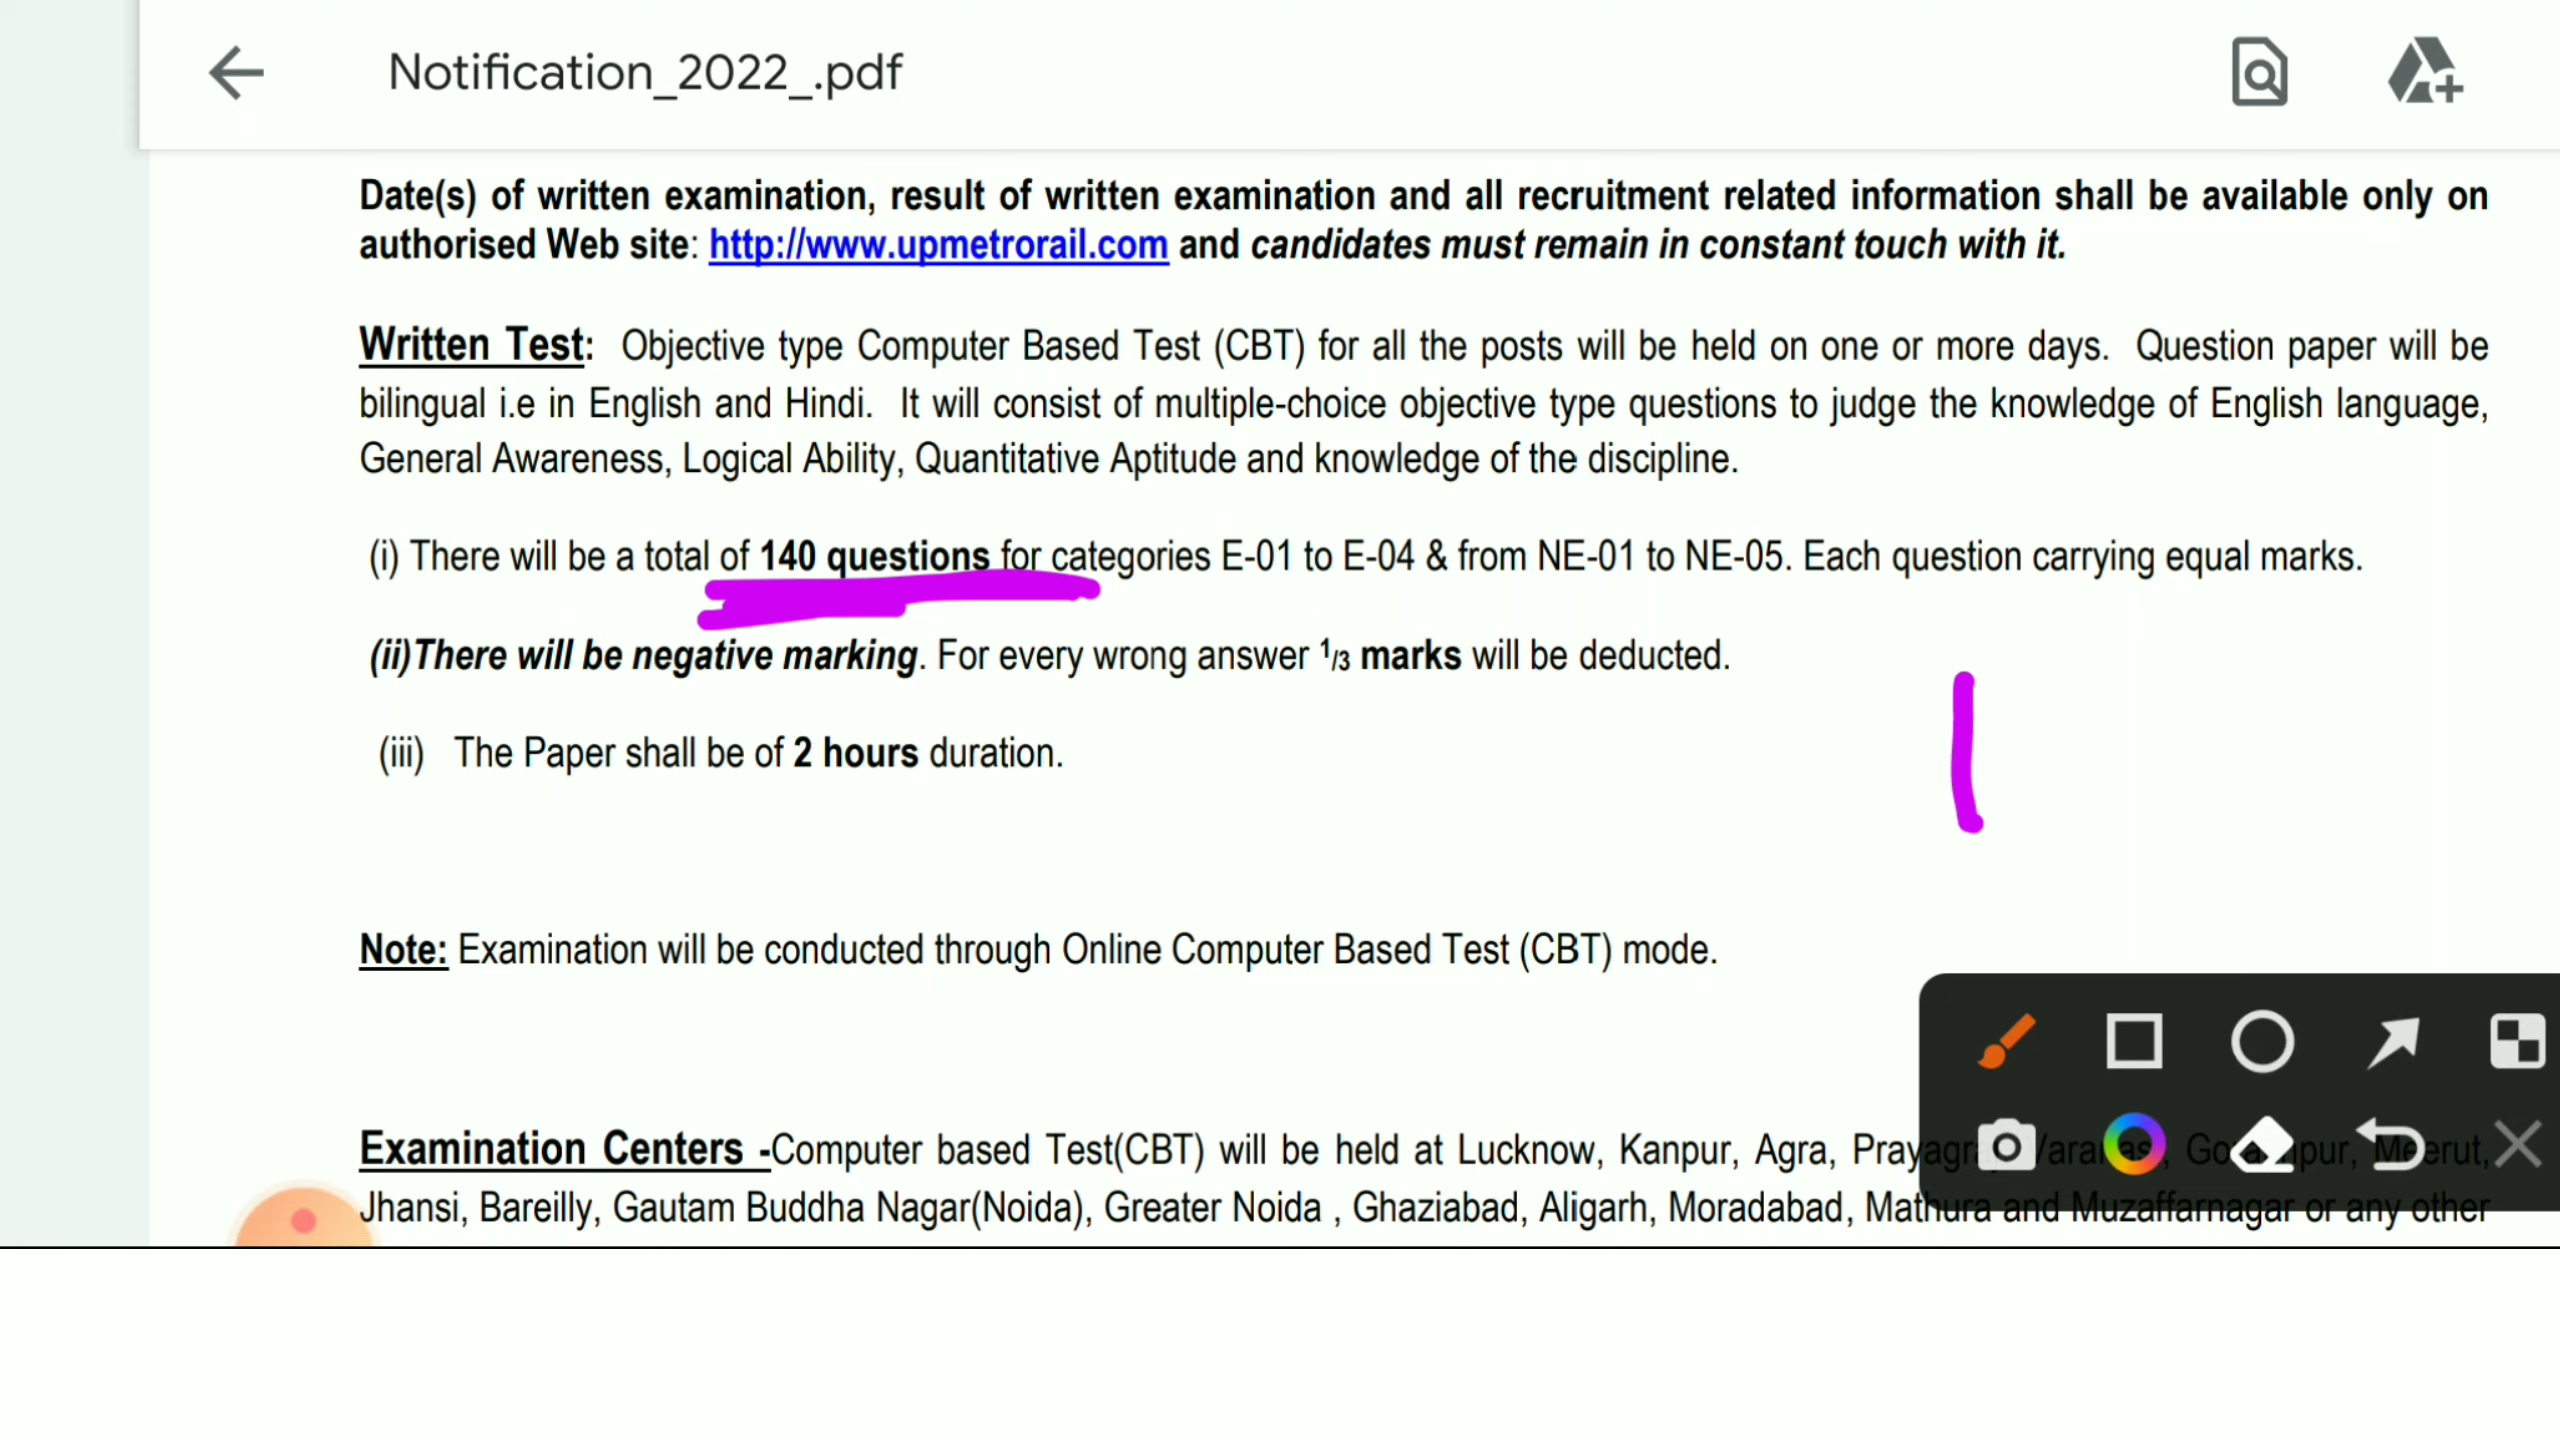 Notification_2022_.pdf
Date(s) of written examination, result of written examination and all recruitment related information shall be available only on
authorised Web site: http://www.upmetrorail.com and candidates must remain in constant touch with it.
Written Test: Objective type Computer Based Test (CBT) for all the posts will be held on one or more days. Question paper will be
bilingual i.e in English and Hindi. It will consist of multiple-choice objective type questions to judge the knowledge of English language,
General Awareness, Logical Ability, Quantitative Aptitude and knowledge of the discipline.
(i) There will be a total of 140 questions for categories E-01 to E-04 & from NE-01 to NE-05. Each question carrying equal marks.
(ii)There will be negative marking. For every wrong answer 1/3 marks will be deducted.
(iii) The Paper shall be of 2 hours duration.
Note: Examination will be conducted through Online Computer Based Test (CBT) mode.
Examination Centers -Computer based Test(CBT) will be held at Lucknow, Kanpur, Agra, Meerut,
Jhansi, Bareilly, Gautam Buddha Nagar(Noida), Greater Noida , Ghaziabad, Aligarh, Moradabad, Mathura and Muzaffarnagar or any other